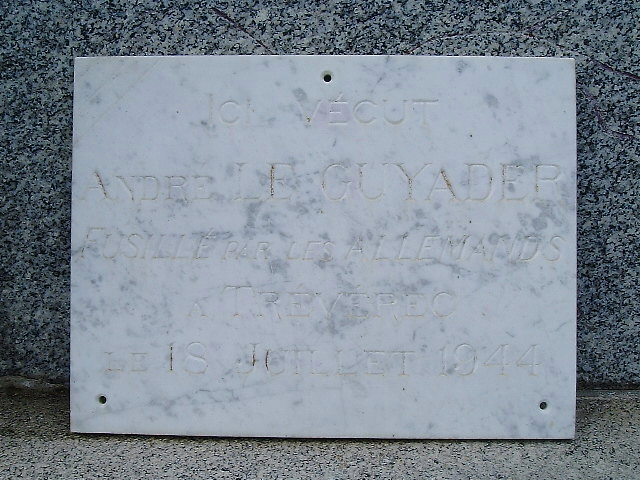 ICI VÉCUT
ANDRÉ LE GUYADER
FUSILLÉ PAR LES ALLEMANDS
A TRÉVÉREC
LE 18 JUILLET 1944